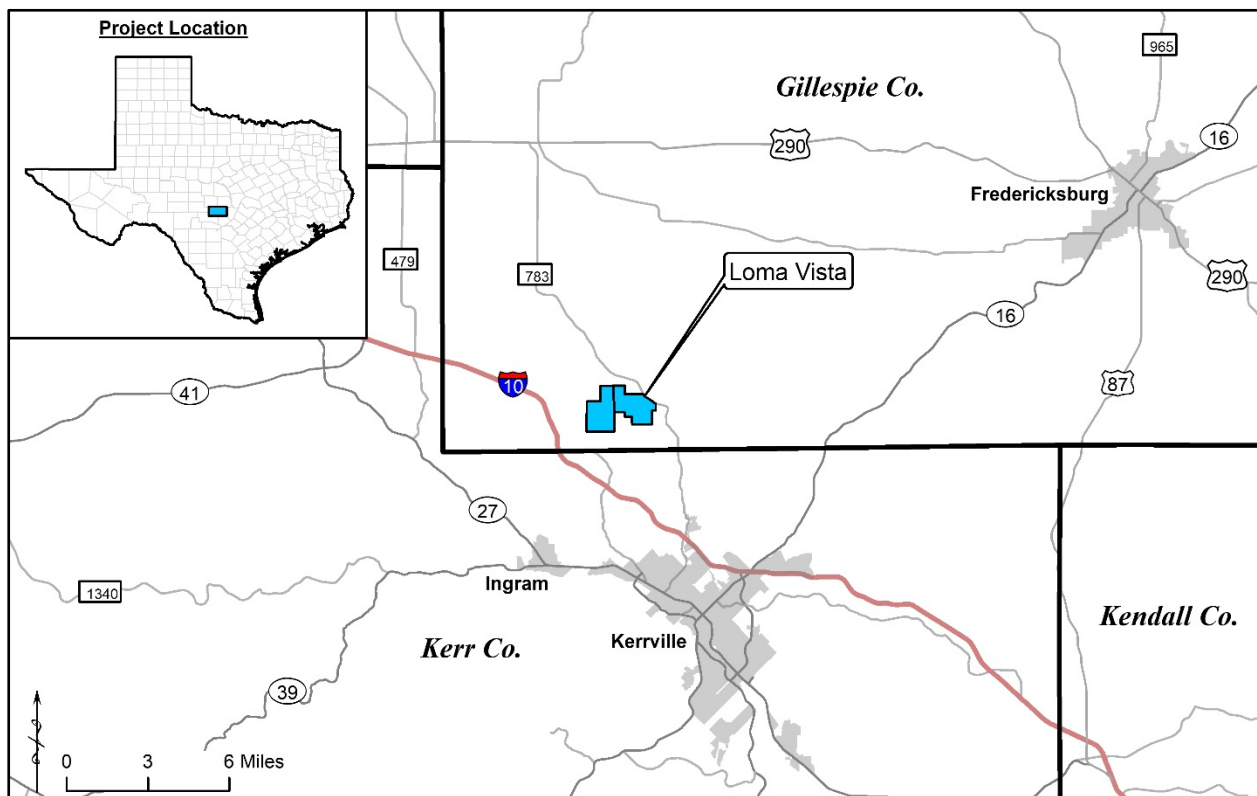 Project Location
965
Gillespie Co.
290
16
Fredericksburg
479
783
Loma Vista
290
16
10
41
87
27
Ingram
1340
Kerr Co.
Kerrville
Kendall Co.
39
0 3 6 Miles